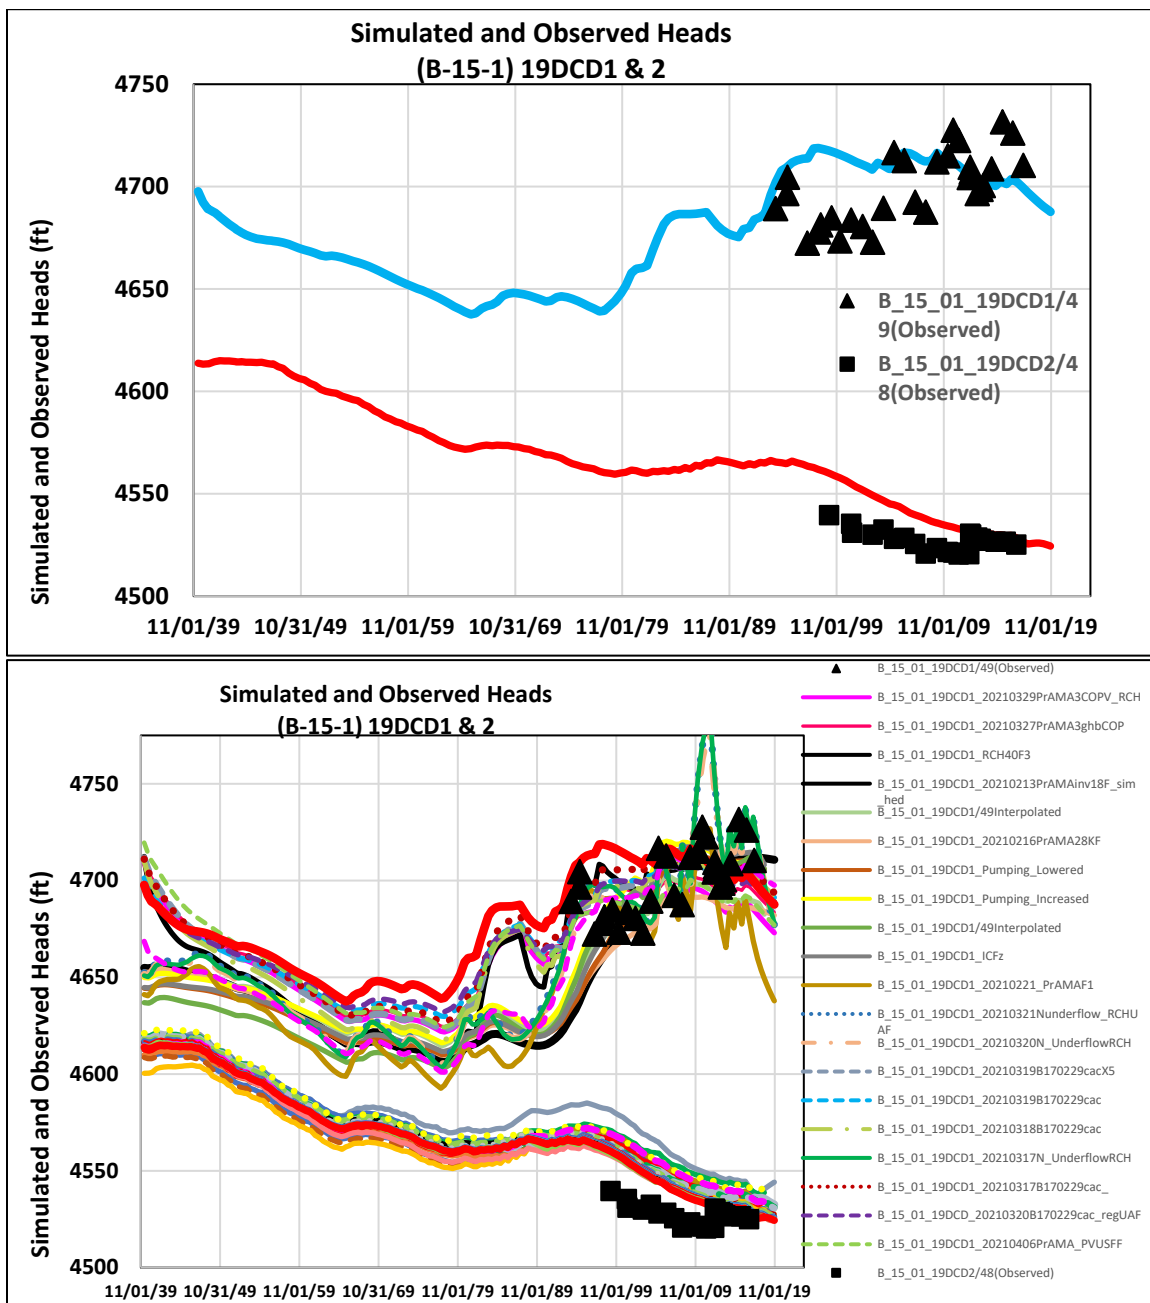 Simulated and Observed Heads
(B-15-1) 19DCD1 & 2
Simulated and Observed Heads (ft)
4750
4700
4650
4600
4550
4500
B_15_01_19DCD1/4
9(Observed)
B_15_01_19DCD2/4
8(Observed)
11/01/39 10/31/49 11/01/59 10/31/69 11/01/79 11/01/89 11/01/99 11/01/09 11/01/19
Simulated and Observed Heads
(B-15-1) 19DCD1 & 2
Simulated and Observed Heads (ft)
4750
4700
4650
4600
4550
4500
11/01/39 10/31/49 11/01/59 10/31/69 11/01/79 11/01/89 11/01/99 11/01/09 11/01/19
B_15_01_19DCD1/49(Observed)
B_15_01_19DCD1_20210329PrAMA3COPV_RCH
B_15_01_19DCD1_20210327PrAMA3ghbCOP
B_15_01_19DCD1_RCH40F3
B_15_01_19DCD1_20210213PrAMAinv18F_sim
_hed
B_15_01_19DCD1/49Interpolated
B_15_01_19DCD1_20210216PrAMA28KF
B_15_01_19DCD1_Pumping_Lowered
B_15_01_19DCD1_Pumping_Increased
B_15_01_19DCD1/49Interpolated
B_15_01_19DCD1_ICFz
B_15_01_19DCD1_20210221_PrAMAF1
B_15_01_19DCD1_20210321Nunderflow_RCHU
AF
B_15_01_19DCD1_20210320N_UnderflowRCH
B_15_01_19DCD1_20210319B170229cacX5
B_15_01_19DCD1_20210319B170229cac
B_15_01_19DCD1_20210318B170229cac
B_15_01_19DCD1_20210317N_UnderflowRCH
B_15_01_19DCD1_20210317B170229cac_
B_15_01_19DCD_20210320B170229cac_regUAF
B_15_01_19DCD1_20210406PrAMA_PVUSFF
B_15_01_19DCD2/48(Observed)